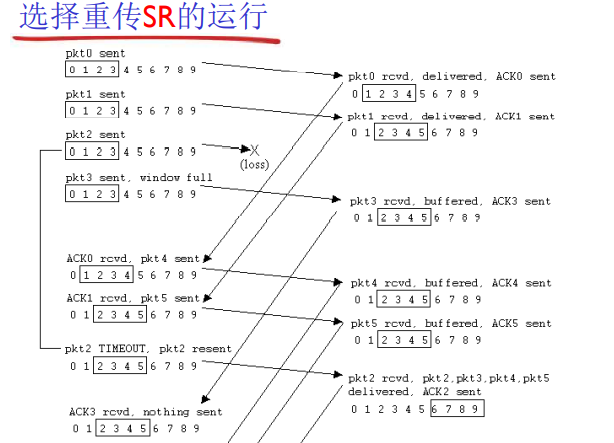 选择重传SR的运行
pkt0 sent
0 1 2 3 4 5 6 7 8 9
pkt1 sent
0 1 2 3 4 5 6 7 8 9
pkt2 sent
0 1 2 3 4 5 6 7 8 9
pkt3 sent, window full
0 1 2 3 4 5 6 7 8 9
ACK0 rcvd, pkt4 sent
0 1 2 3 4 5 6 7 8 9
ACK1 rcvd, pkt5 sent
0 1 2 3 4 5 6 7 8 9
pkt2 TIMEOUT, pkt2 resent
0 1 2 3 4 5 6 7 8 9
ACK3 rcvd, nothing sent
0 1 2 3 4 5 6 7 8 9
X
(loss)
pkt0 rcvd, delivered, ACK0 sent
0 1 2 3 4 5 6 7 8 9
pkt1 rcvd, delivered, ACK1 sent
0 1 2 3 4 5 6 7 8 9
pkt3 rcvd, buffered, ACK3 sent
0 1 2 3 4 5 6 7 8 9
pkt4 rcvd, buffered, ACK4 sent
0 1 2 3 4 5 6 7 8 9
pkt5 rcvd, buffered, ACK5 sent
0 1 2 3 4 5 6 7 8 9
pkt2 rcvd, pkt2,pkt3,pkt4,pkt5
delivered, ACK2 sent
0 1 2 3 4 5 6 7 8 9